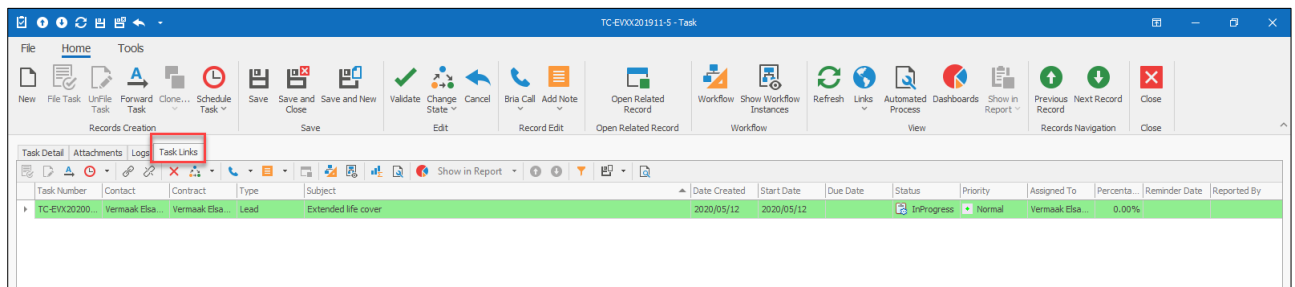 TC-EVXX201911-5 - Task
File Home Tools
New File Task UnFile Task Forward Task Clone... Schedule Task Save Save and Close Save and New Validate Change State Cancel Bria Call Add Note Open Related Record Workflow Show Workflow Instances Refresh Links Automated Process Dashboards Show in Report Previous Record Next Record Close
Records Creation Save Edit Record Edit Open Related Record Workflow View Records Navigation Close
Task Detail Attachments Logs Task Links
Show in Report
Task Number Contact Contract Type Subject Date Created Start Date Due Date Status Priority Assigned To Percenta... Reminder Date Reported By
TC-EVX20200... Vermaak Elsa... Vermaak Elsa... Lead Extended life cover 2020/05/12 2020/05/12 InProgress Normal Vermaak Elsa... 0.00%